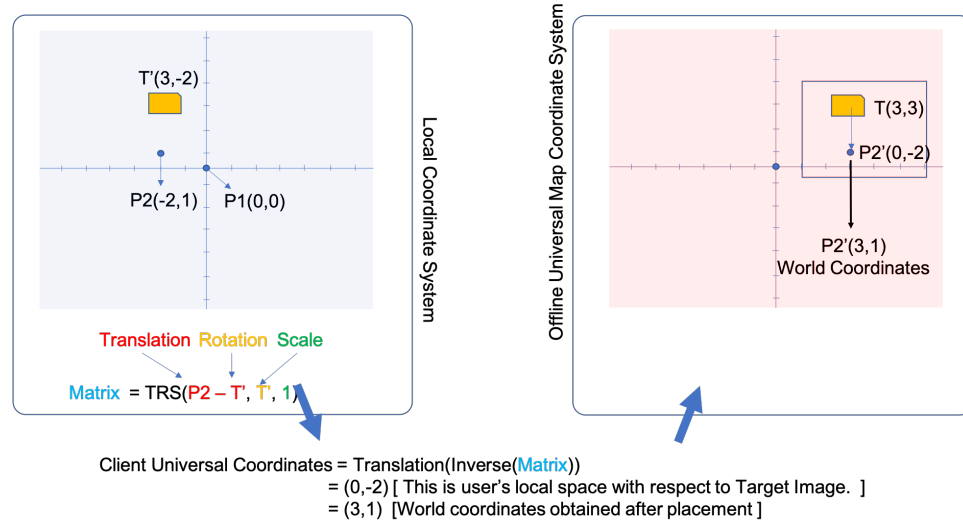 T’(3,-2)
P2(-2,1)
P1(0,0)
Local Coordinate System
Translation Rotation Scale
Matrix = TRS(P2 – T’, T’, 1)
Offline Universal Map Coordinate System
T(3,3)
P2’(0,-2)
P2’(3,1)
World Coordinates
Client Universal Coordinates = Translation(Inverse(Matrix))
= (0,-2) [ This is user’s local space with respect to Target Image. ]
= (3,1) [World coordinates obtained after placement ]